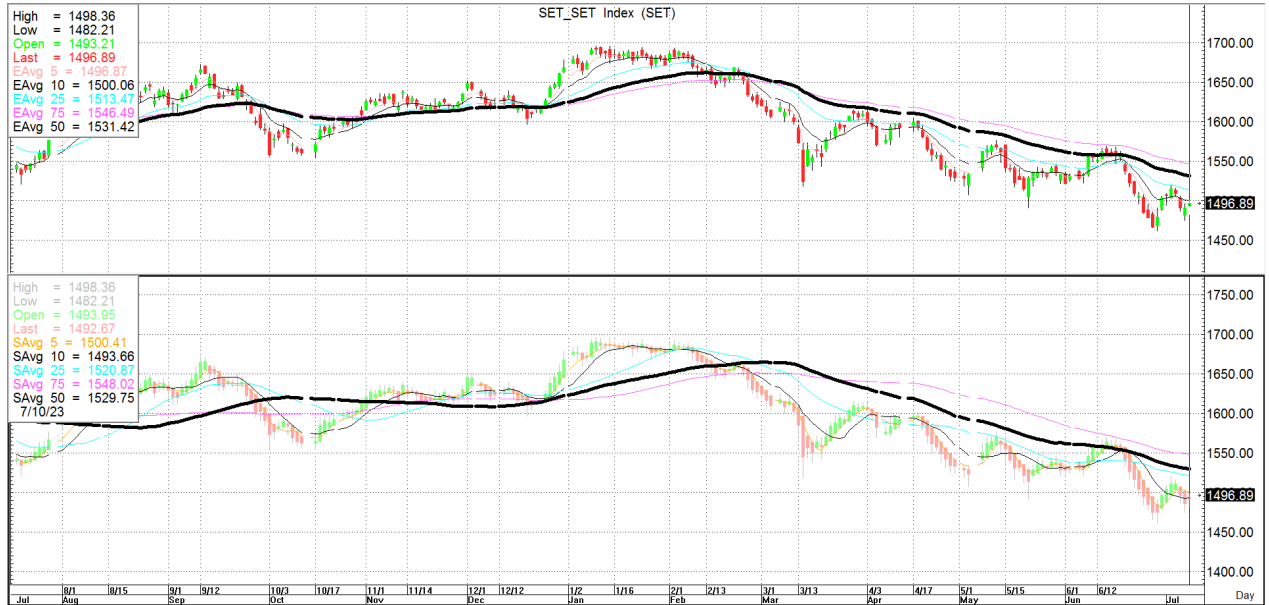 SET_SET Index (SET)
High = 1498.36
Low = 1482.21
Open = 1493.21
Last = 1496.89
EAvg 5 = 1496.87
EAvg 10 = 1500.06
EAvg 25 = 1513.47
EAvg 75 = 1546.49
EAvg 50 = 1531.42
1700.00
1650.00
1600.00
1550.00
1496.89
1450.00
High = 1498.36
Low = 1482.21
Open = 1493.95
Last = 1492.67
SAvg 5 = 1500.41
SAvg 10 = 1493.66
SAvg 25 = 1520.87
SAvg 75 = 1548.02
SAvg 50 = 1529.75
7/10/23
1750.00
1700.00
1650.00
1600.00
1550.00
1496.89
1450.00
1400.00
8/1 8/15 9/1 9/12 10/3 10/17 11/1 11/14 12/1 12/12 1/2 1/16 2/1 2/13 3/1 3/13 4/3 4/17 5/1 5/15 6/1 6/12
Jul Aug Sep Oct Nov Dec Jan Feb Mar Apr May Jun Jul Day